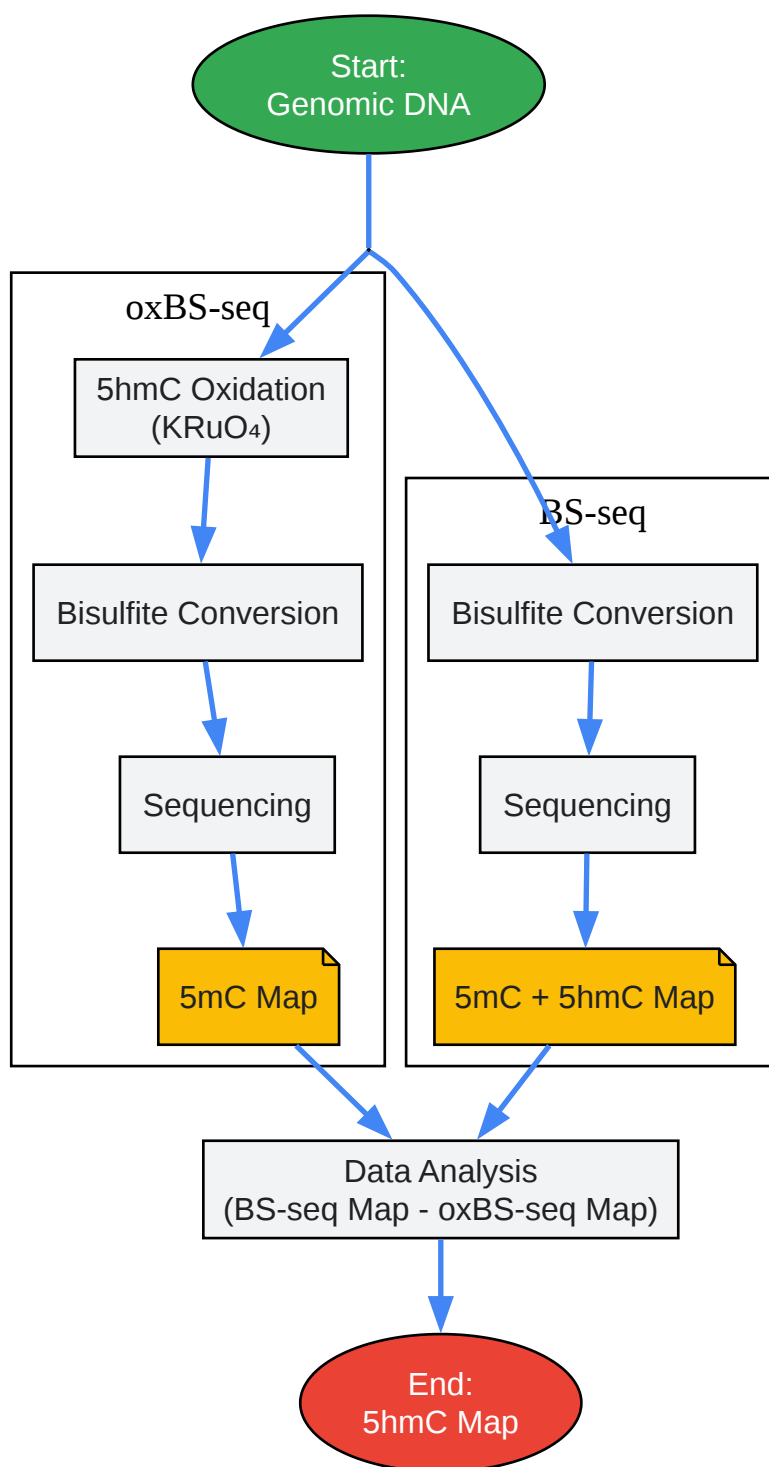 Start:
Genomic DNA
oxBS-seq
5hmC Oxidation
(KRuO₄)
Bisulfite Conversion
Sequencing
5mC Map
BS-seq
Bisulfite Conversion
Sequencing
5mC + 5hmC Map
Data Analysis
(BS-seq Map - oxBS-seq Map)
End:
5hmC Map